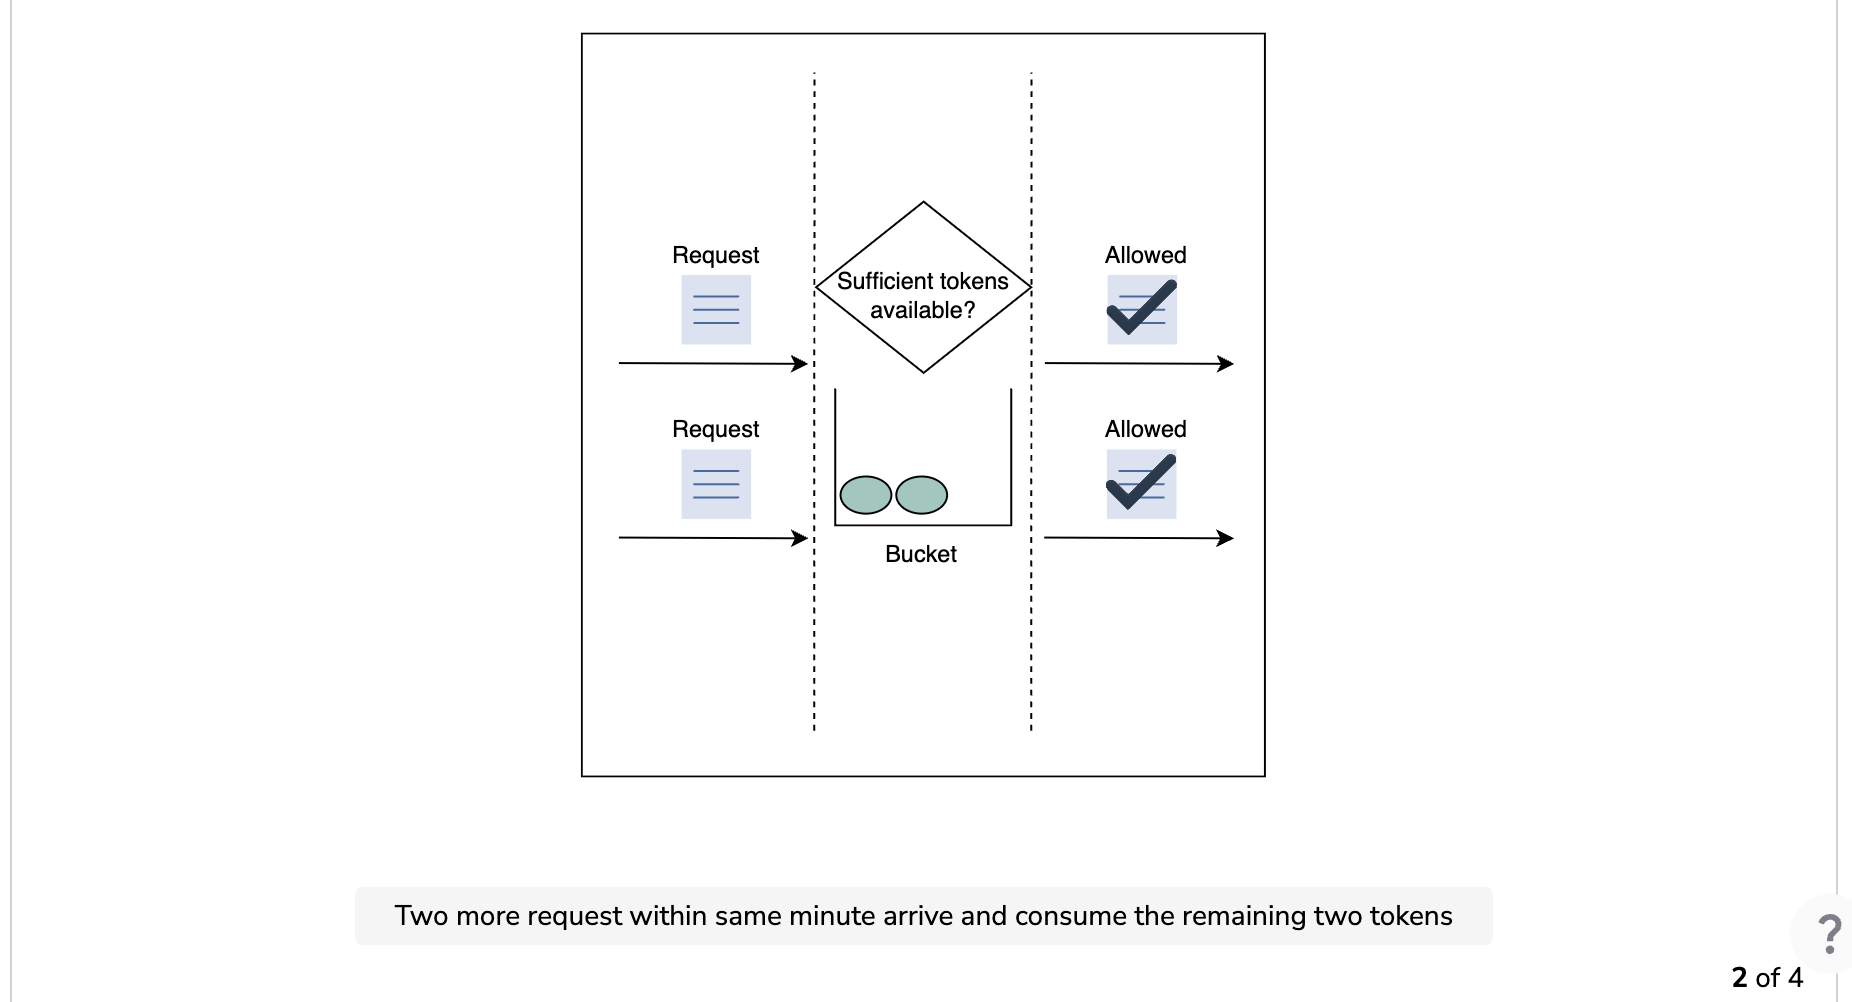 Request
Sufficient tokens
available?
Allowed
Request
Allowed
Bucket
Two more request within same minute arrive and consume the remaining two tokens
?
2 of 4